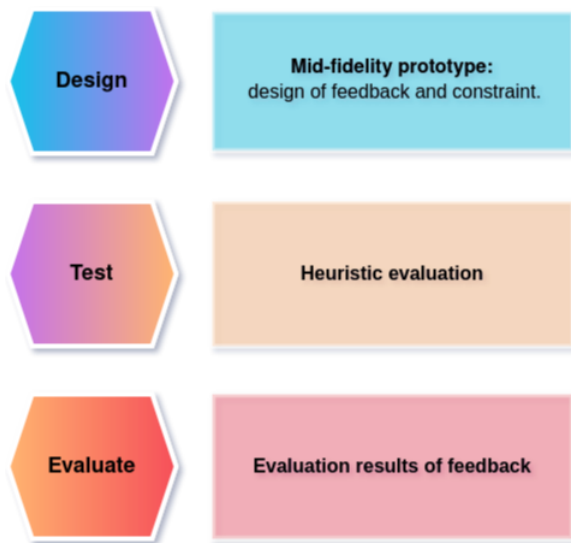 Design
Mid-fidelity prototype:
design of feedback and constraint.
Test
Heuristic evaluation
Evaluate
Evaluation results of feedback